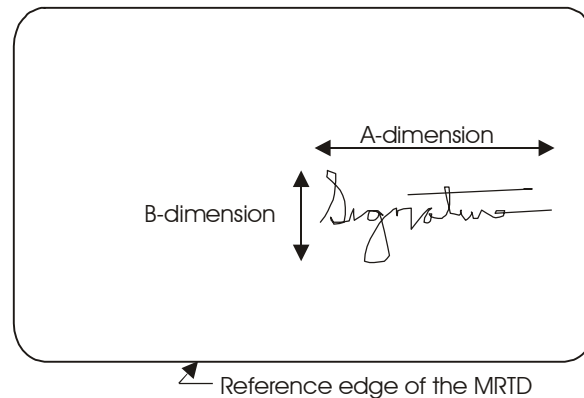 A-dimension
B-dimension
Signature
Reference edge of the MRTD